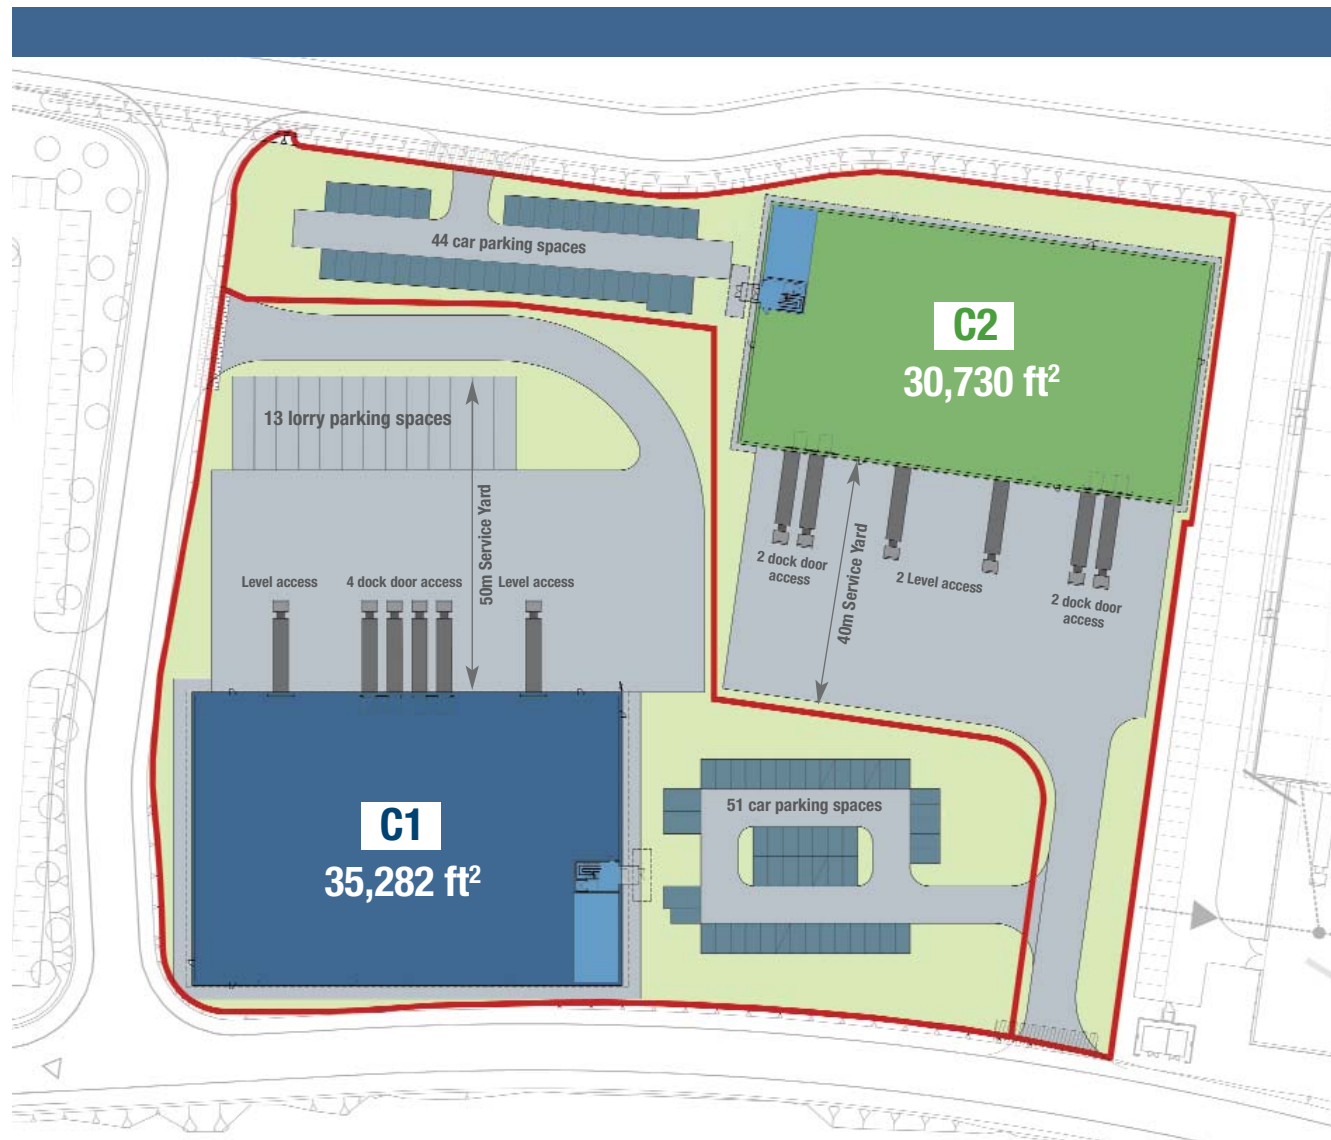 44 car parking spaces
C2
30,730 ft²
13 lorry parking spaces
50m Service Yard
40m Service Yard
2 dock door
access
2 Level access
2 dock door
access
Level access
4 dock door access
Level access
C1
35,282 ft²
51 car parking spaces